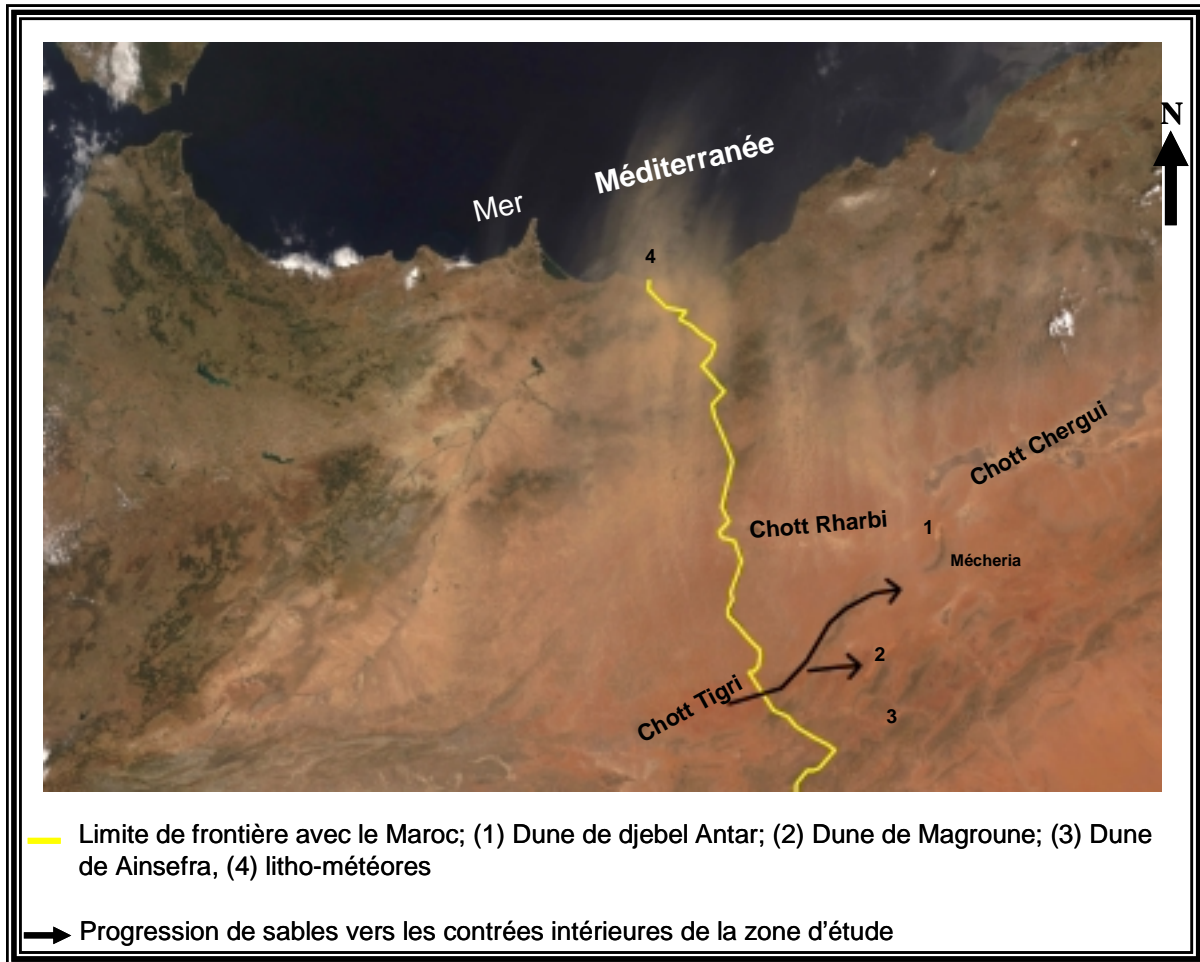 N
Mer
Méditerranée
4
Chott Chergui
Chott Rharbi
1
Mécheria
2
Chott Tigri
3
Limite de frontière avec le Maroc; (1) Dune de djebel Antar; (2) Dune de Magroune; (3) Dune
de Ainsefra, (4) litho-météores
Progression de sables vers les contrées intérieures de la zone d'étude